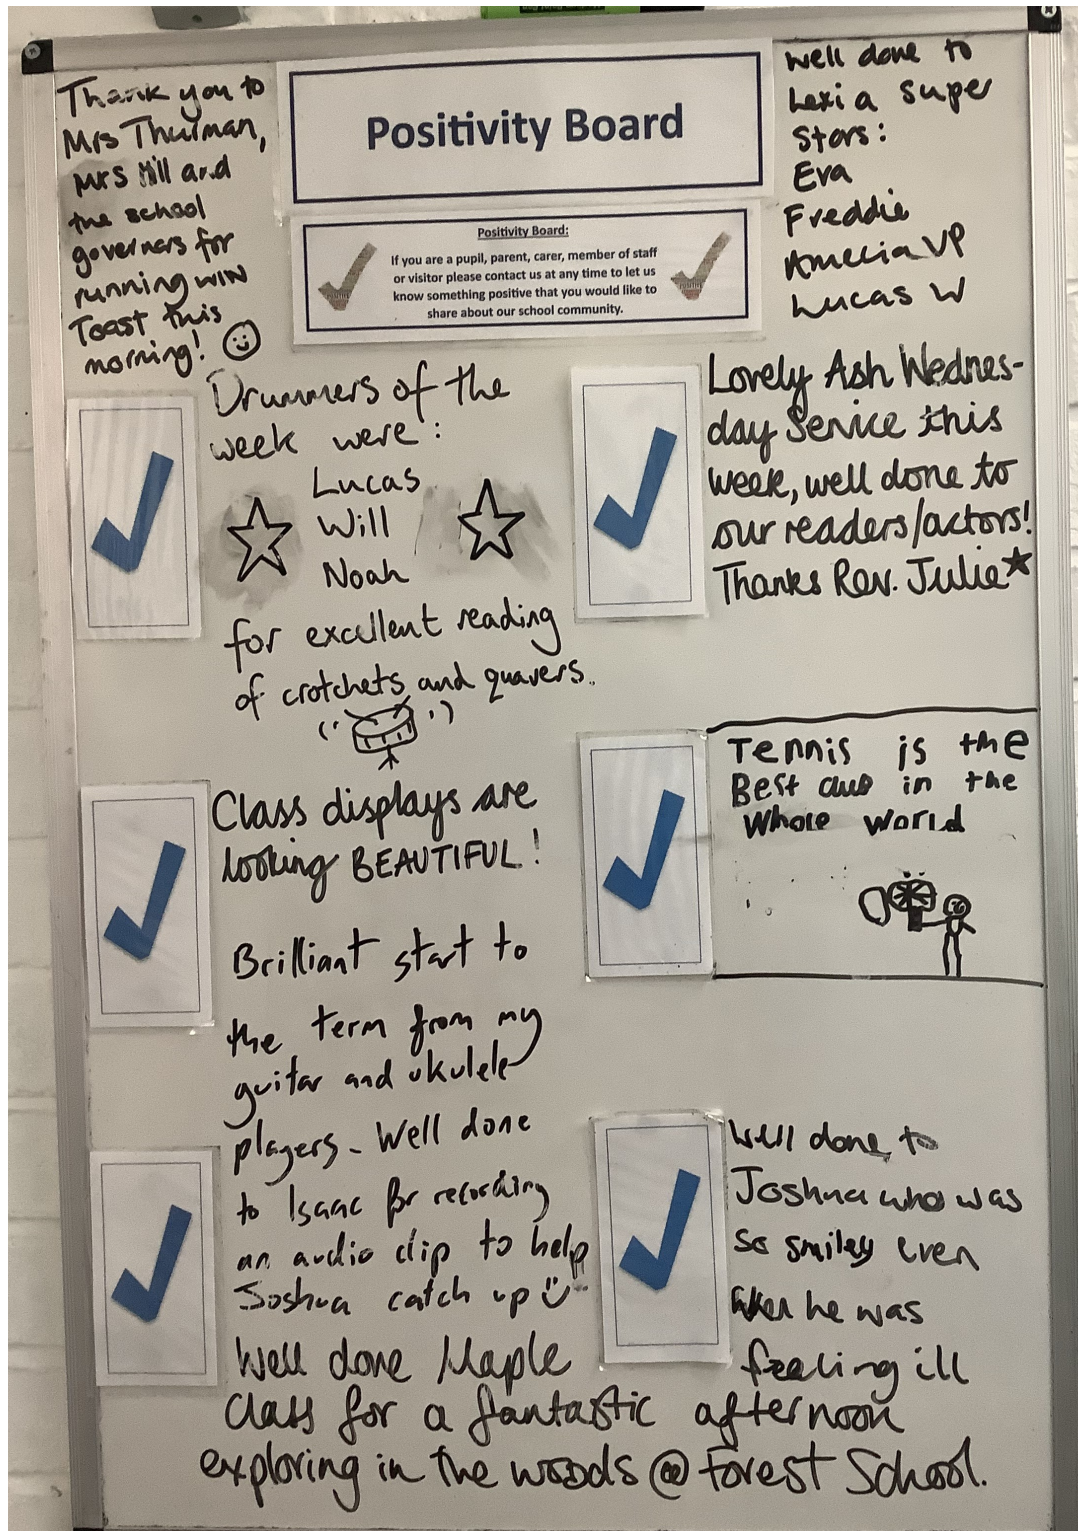 Positivity Board
Positivity Board:
If you are a pupil, parent, carer, member of staff
or visitor please contact us at any time to let us
know something positive that you would like to
share about our school community.
Thank you to
Mrs Thurman,
Mrs Hill and
the school
governors for
running WIN
Toast this
morning!
well done to
Lexia super
stars:
Eva
Freddie
Amelia VP
Lucas W
Drummers of the
week were:
Lucas
Will
Noah
for excellent reading
of crotchets and quavers.
Lovely Ash Wednes-
day Service this
week, well done to
our readers/actors!
Thanks Rev. Julie
Class displays are
looking BEAUTIFUL!
Tennis is the
Best club in the
whole world
Brilliant start to
the term from my
guitar and ukulele
players. Well done
to Isaac for recording
an audio clip to help
Joshua catch up
Well done to
Joshua who was
so smiley even
when he was
feeling ill
Well done Maple
Class for a fantastic afternoon
exploring in the woods @ Forest School.